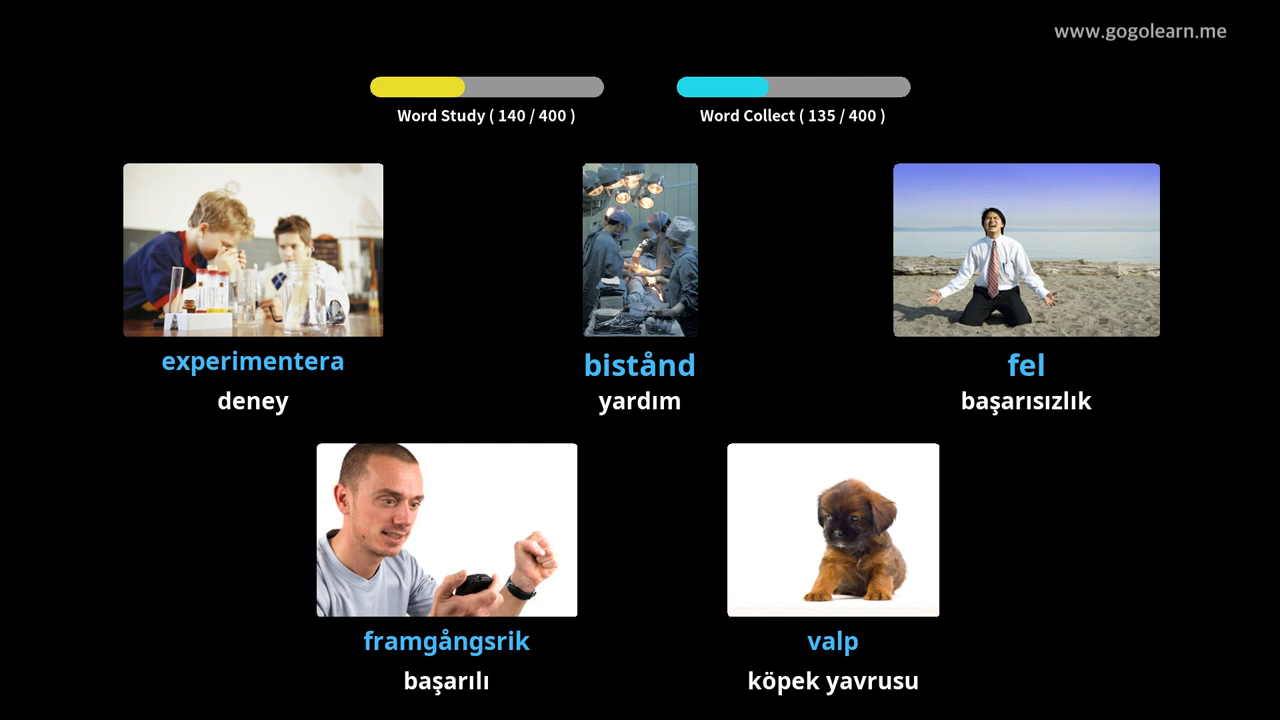 www.gogolearn.me
Word Study ( 140 / 400 )
Word Collect ( 135 / 400 )
experimentera
deney
bistånd
yardım
fel
başarısızlık
framgångsrik
başarılı
valp
köpek yavrusu